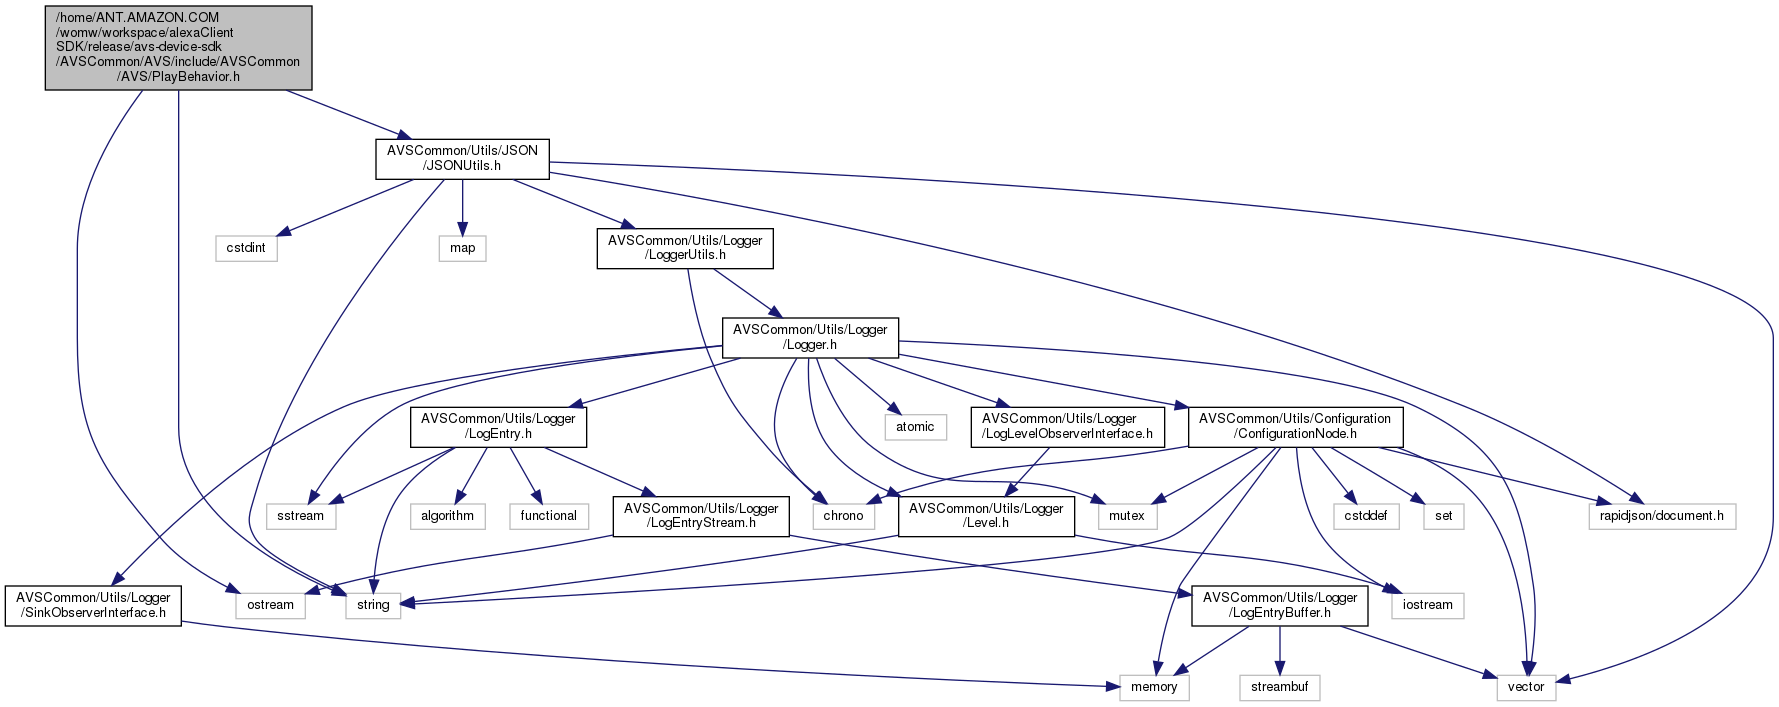 /home/ANT.AMAZON.COM
/womw/workspace/alexaClient
SDK/release/avs-device-sdk
/AVSCommon/AVS/include/AVSCommon
/AVS/PlayBehavior.h
AVSCommon/Utils/JSON
/JSONUtils.h
cstdint
map
AVSCommon/Utils/Logger
/LoggerUtils.h
AVSCommon/Utils/Logger
/Logger.h
AVSCommon/Utils/Logger
/LogEntry.h
atomic
AVSCommon/Utils/Logger
/LogLevelObserverInterface.h
AVSCommon/Utils/Configuration
/ConfigurationNode.h
sstream
algorithm
functional
AVSCommon/Utils/Logger
/LogEntryStream.h
chrono
AVSCommon/Utils/Logger
/Level.h
mutex
cstddef
set
rapidjson/document.h
AVSCommon/Utils/Logger
/SinkObserverInterface.h
ostream
string
AVSCommon/Utils/Logger
/LogEntryBuffer.h
iostream
memory
streambuf
vector